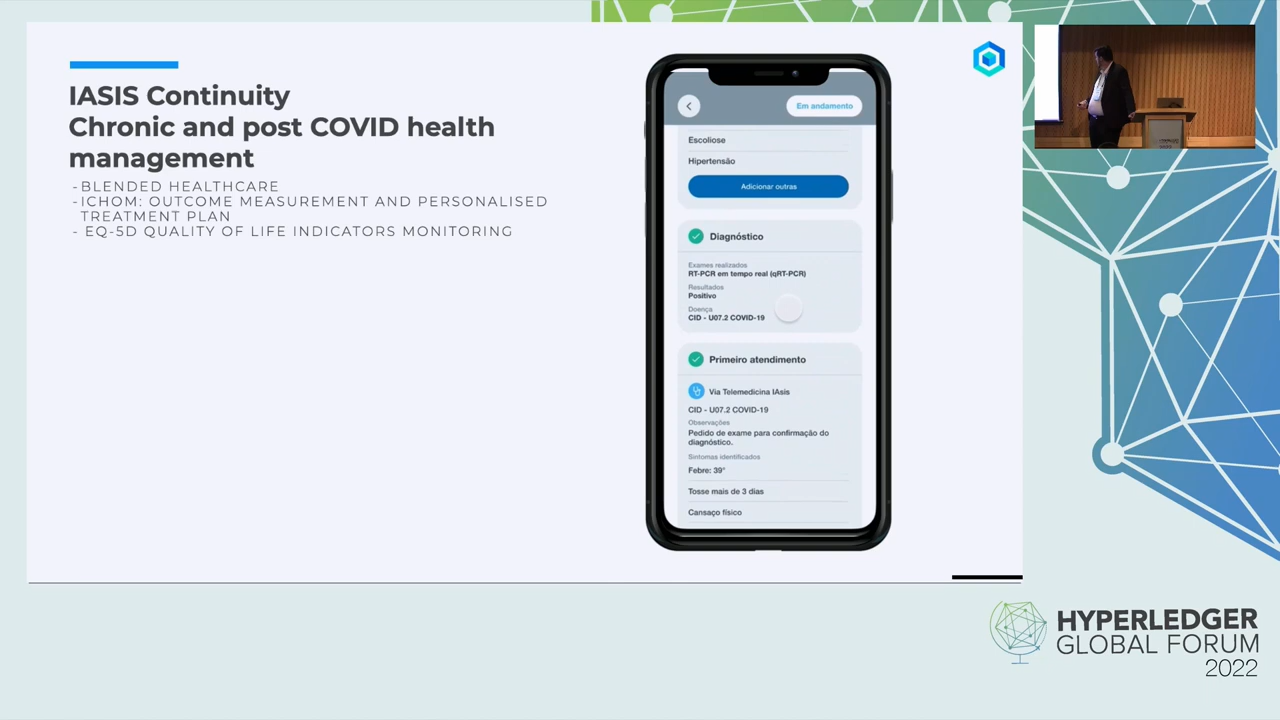 IASIS Continuity
Chronic and post COVID health
management
-BLENDED HEALTHCARE
-ICHOM: OUTCOME MEASUREMENT AND PERSONALISED
TREATMENT PLAN
- EQ-5D QUALITY OF LIFE INDICATORS MONITORING
Em andamento
Escoliose
Hipertensão
Adicionar outras
Diagnóstico
Exames realizados
RT-PCR em tempo real (qRT-PCR)
Resultados
Positivo
Doença
CID - U07.2 COVID-19
Primeiro atendimento
Via Telemedicina IAsis
CID - U07.2 COVID-19
Observações
Pedido de exame para confirmação do
diagnóstico.
Sintomas identificados
Febre: 39°
Tosse mais de 3 dias
Cansaço físico
HYPERLEDGER
GLOBAL FORUM
2022